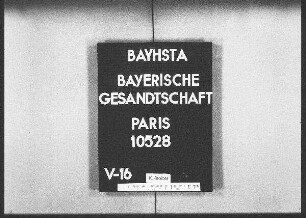 BAYHSTA
BAYERISCHE
GESANDTSCHAFT
PARIS
10528
V-16